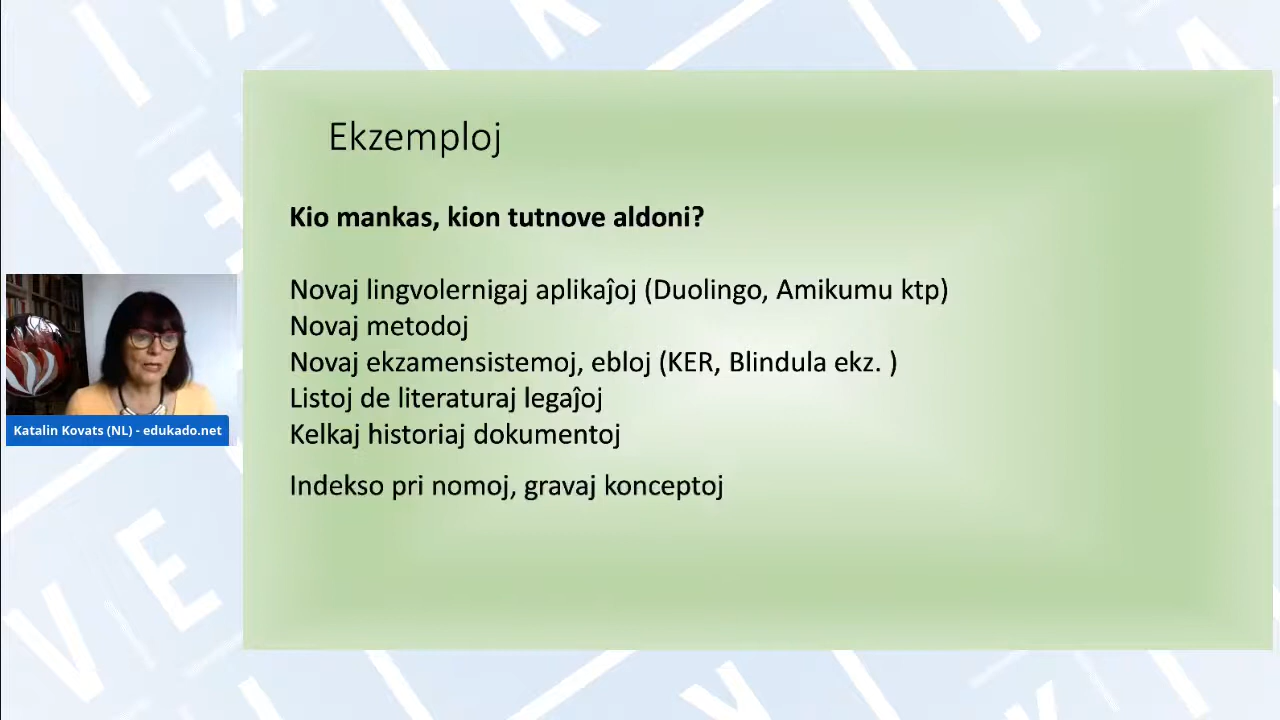 Ekzemploj
Kio mankas, kion tutnove aldoni?
Novaj lingvolernigaj aplikaĵoj (Duolingo, Amikumu ktp)
Novaj metodoj
Novaj ekzamensistemoj, ebloj (KER, Blindula ekz. )
Listoj de literaturaj legaĵoj
Kelkaj historiaj dokumentoj
Indekso pri nomoj, gravaj konceptoj
Katalin Kovats (NL) - edukado.net